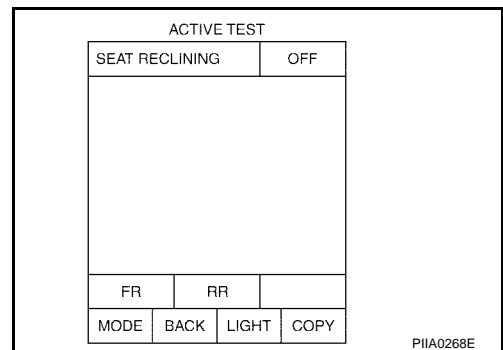 ACTIVE TEST
SEAT RECLINING OFF
FR RR
MODE BACK LIGHT COPY
PIIA0268E